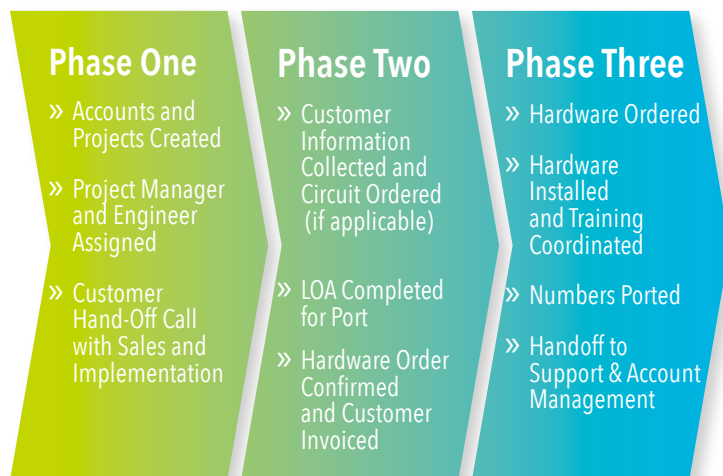 Phase One
» Accounts and
Projects Created
» Project Manager
and Engineer
Assigned
» Customer
Hand-Off Call
with Sales and
Implementation
Phase Two
» Customer
Information
Collected and
Circuit Ordered
(if applicable)
» LOA Completed
for Port
» Hardware Order
Confirmed
and Customer
Invoiced
Phase Three
» Hardware Ordered
» Hardware
Installed
and Training
Coordinated
» Numbers Ported
» Handoff to
Support & Account
Management